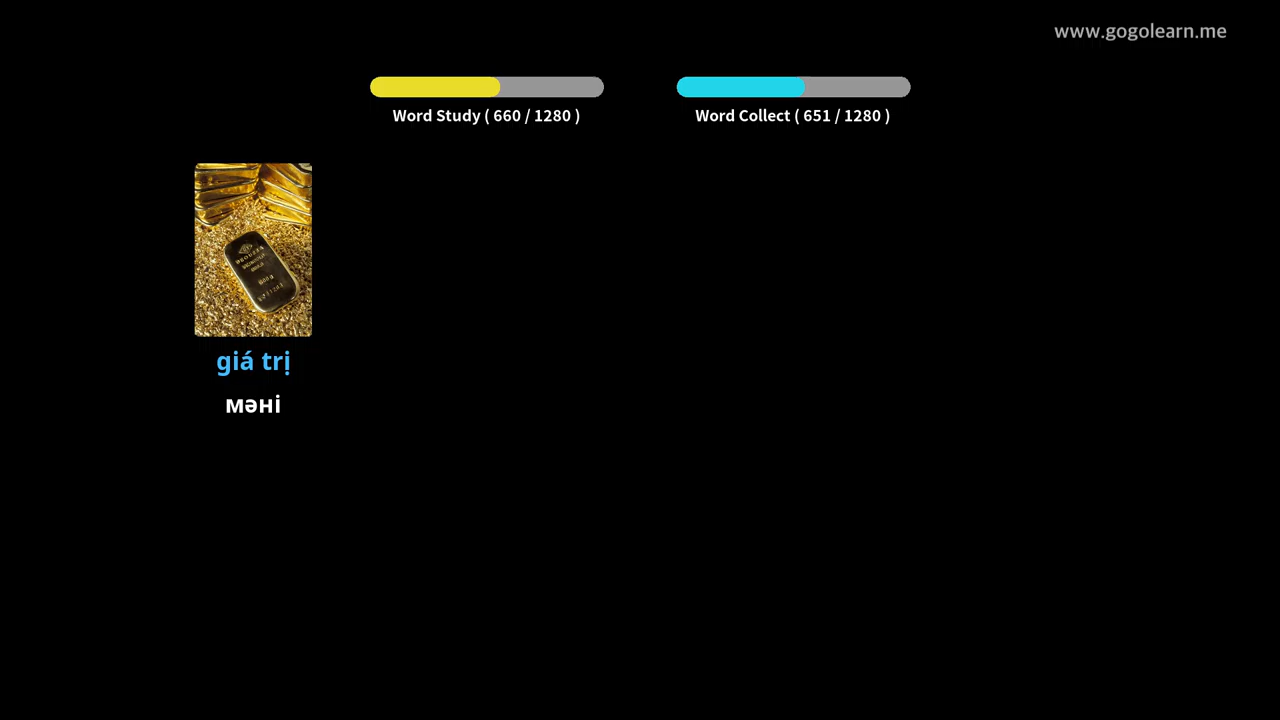 www.gogolearn.me
Word Study ( 660 / 1280 )
Word Collect ( 651 / 1280 )
giá trị
мәні